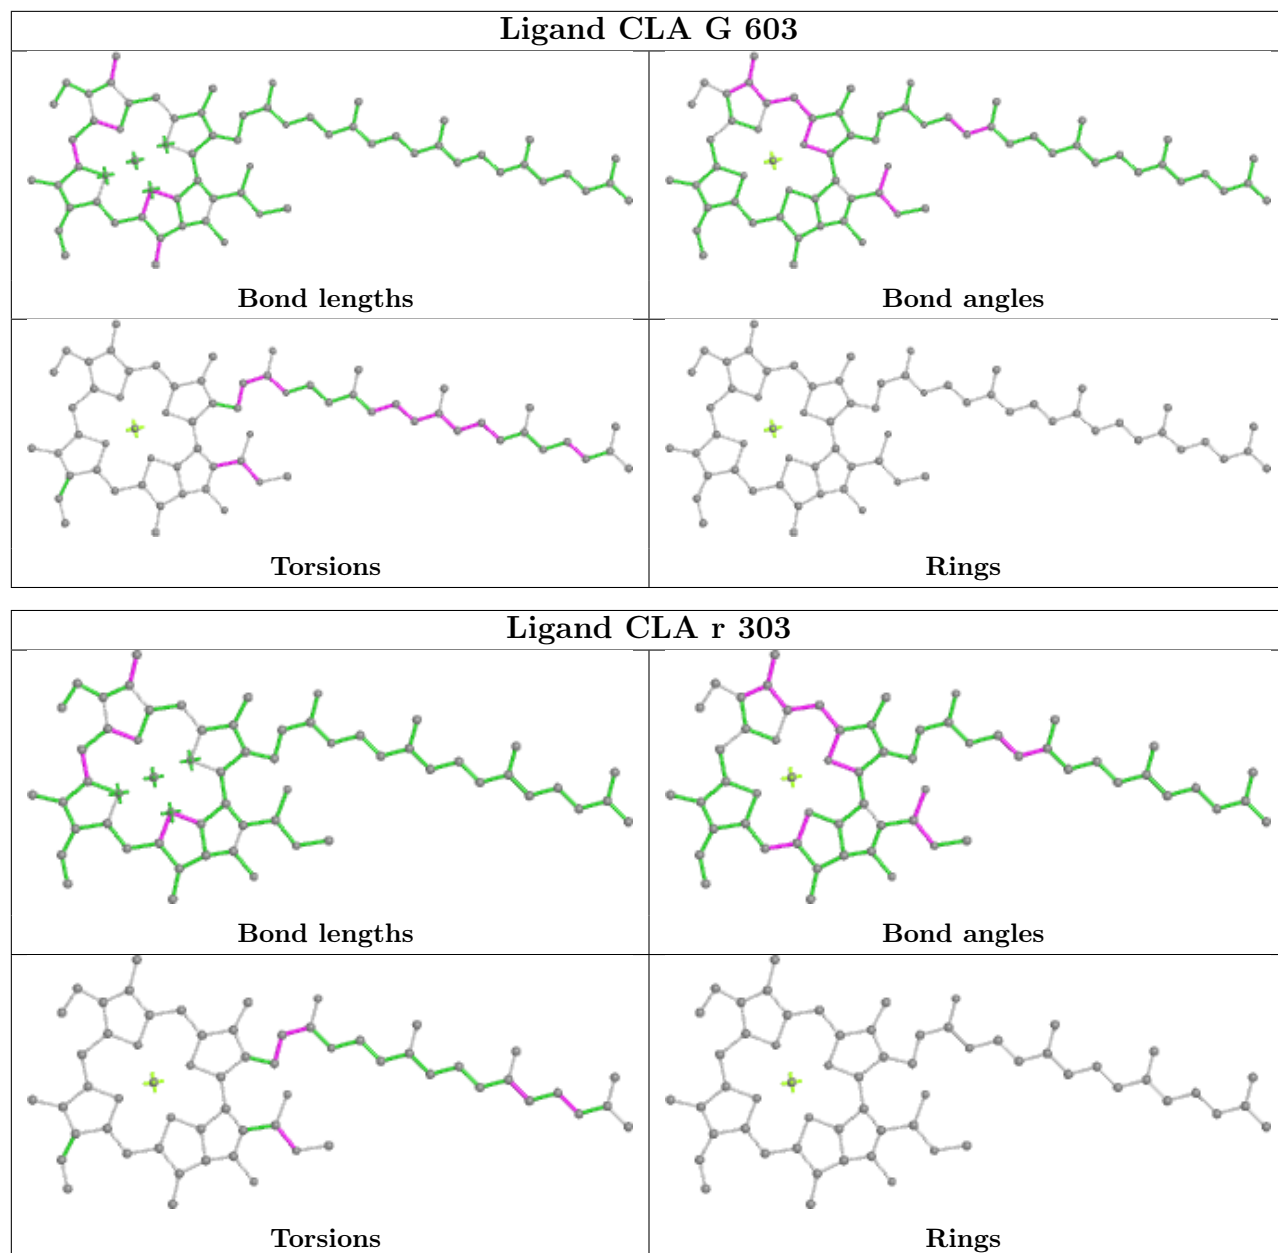 Ligand CLA G 603
Bond lengths
Bond angles
Torsions
Rings
Ligand CLA r 303
Bond lengths
Bond angles
Torsions
Rings